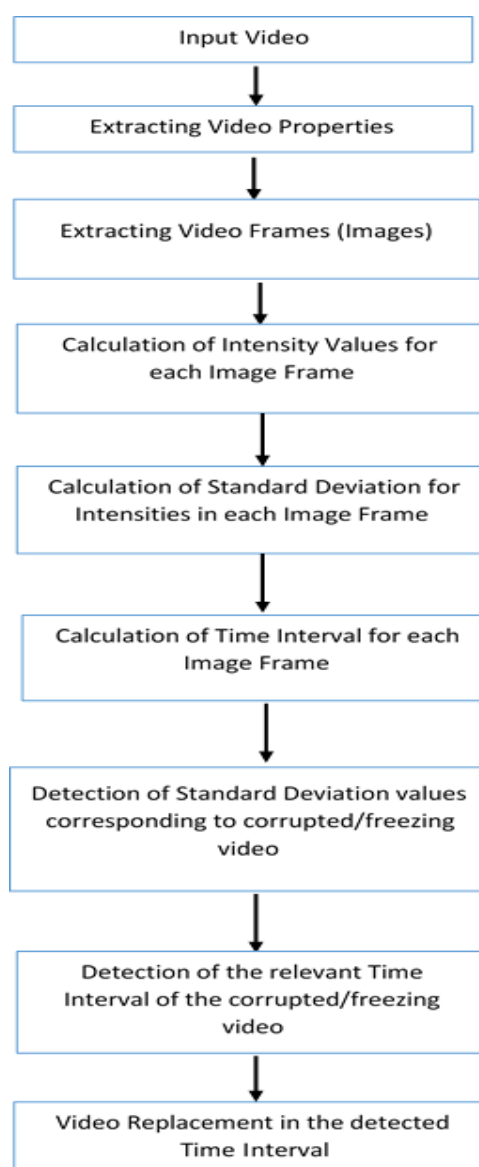 Input Video
Extracting Video Properties
Extracting Video Frames (Images)
Calculation of Intensity Values for
each Image Frame
Calculation of Standard Deviation for
Intensities in each Image Frame
Calculation of Time Interval for each
Image Frame
Detection of Standard Deviation values
corresponding to corrupted/freezing
video
Detection of the relevant Time
Interval of the corrupted/freezing
video
Video Replacement in the detected
Time Interval